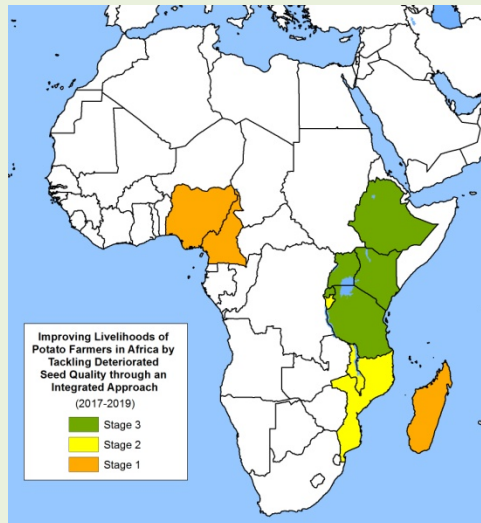 Improving Livelihoods of
Potato Farmers in Africa by
Tackling Deteriorated
Seed Quality through an
Integrated Approach
(2017-2019)
Stage 3
Stage 2
Stage 1